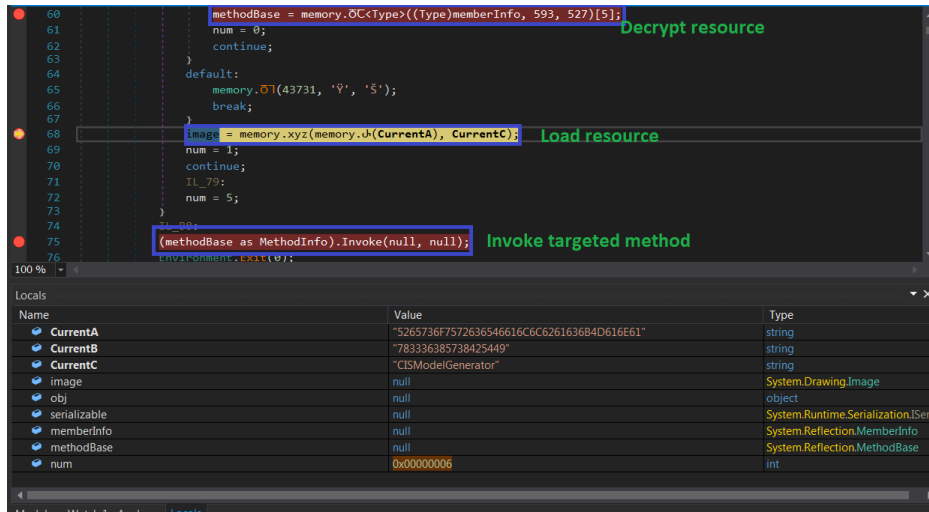 60 methodBase = memory.ŌC<Type>((Type)memberInfo, 593, 527)[5];
Decrypt resource
61 num = 0;
62 continue;
63 }
64 default:
65 (43731, 'Ÿ', 'Š');
66 break;
67 }
68 image = memory.xyz(memory. (CurrentA), CurrentC);
Load resource
69 num = 1;
70 continue;
71 IL_79:
72 num = 5;
73 }
74
75 (methodBase as MethodInfo).Invoke(null, null);
Invoke targeted method
76 Environment.Exit(0);
100 %
Locals
Name Value Type
CurrentA "5265736F7572636546616C6C6261636B4D616E61" string
CurrentB "783336385738425449" string
CurrentC "CISModelGenerator" string
image null System.Drawing.Image
obj null object
serializable null System.Runtime.Serialization.ISer
memberInfo null System.Reflection.MemberInfo
methodBase null System.Reflection.MethodBase
num 0x00000006 int
Locals